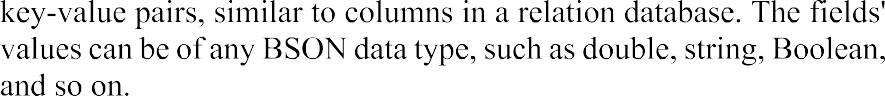 key-value pairs, similar to columns in a relation database. The fields'
values can be of any BSON data type, such as double, string, Boolean,
and so on.